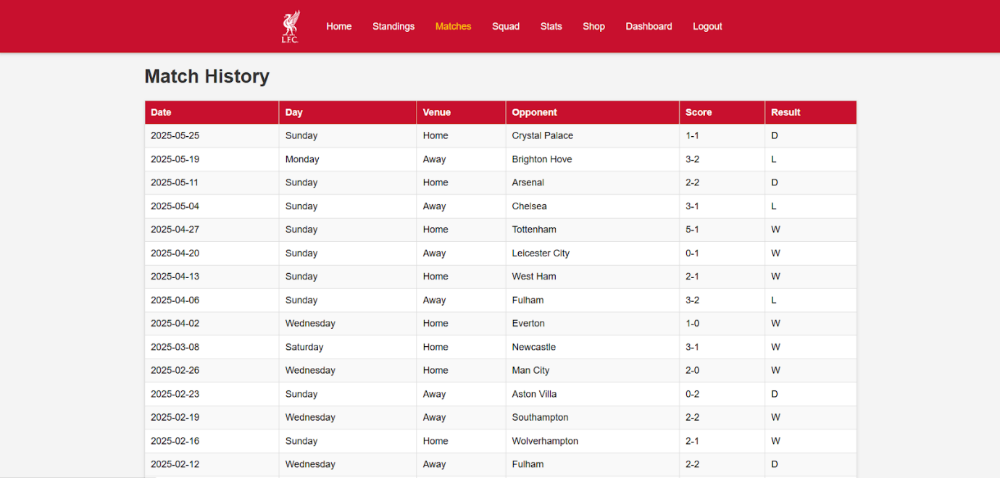 L.F.C.
Home Standings Matches Squad Stats Shop Dashboard Logout
Match History
Date Day Venue Opponent Score Result
2025-05-25 Sunday Home Crystal Palace 1-1 D
2025-05-19 Monday Away Brighton Hove 3-2 L
2025-05-11 Sunday Home Arsenal 2-2 D
2025-05-04 Sunday Away Chelsea 3-1 L
2025-04-27 Sunday Home Tottenham 5-1 W
2025-04-20 Sunday Away Leicester City 0-1 W
2025-04-13 Sunday Home West Ham 2-1 W
2025-04-06 Sunday Away Fulham 3-2 L
2025-04-02 Wednesday Home Everton 1-0 W
2025-03-08 Saturday Home Newcastle 3-1 W
2025-02-26 Wednesday Home Man City 2-0 W
2025-02-23 Sunday Away Aston Villa 0-2 D
2025-02-19 Wednesday Away Southampton 2-2 W
2025-02-16 Sunday Home Wolverhampton 2-1 W
2025-02-12 Wednesday Away Fulham 2-2 D